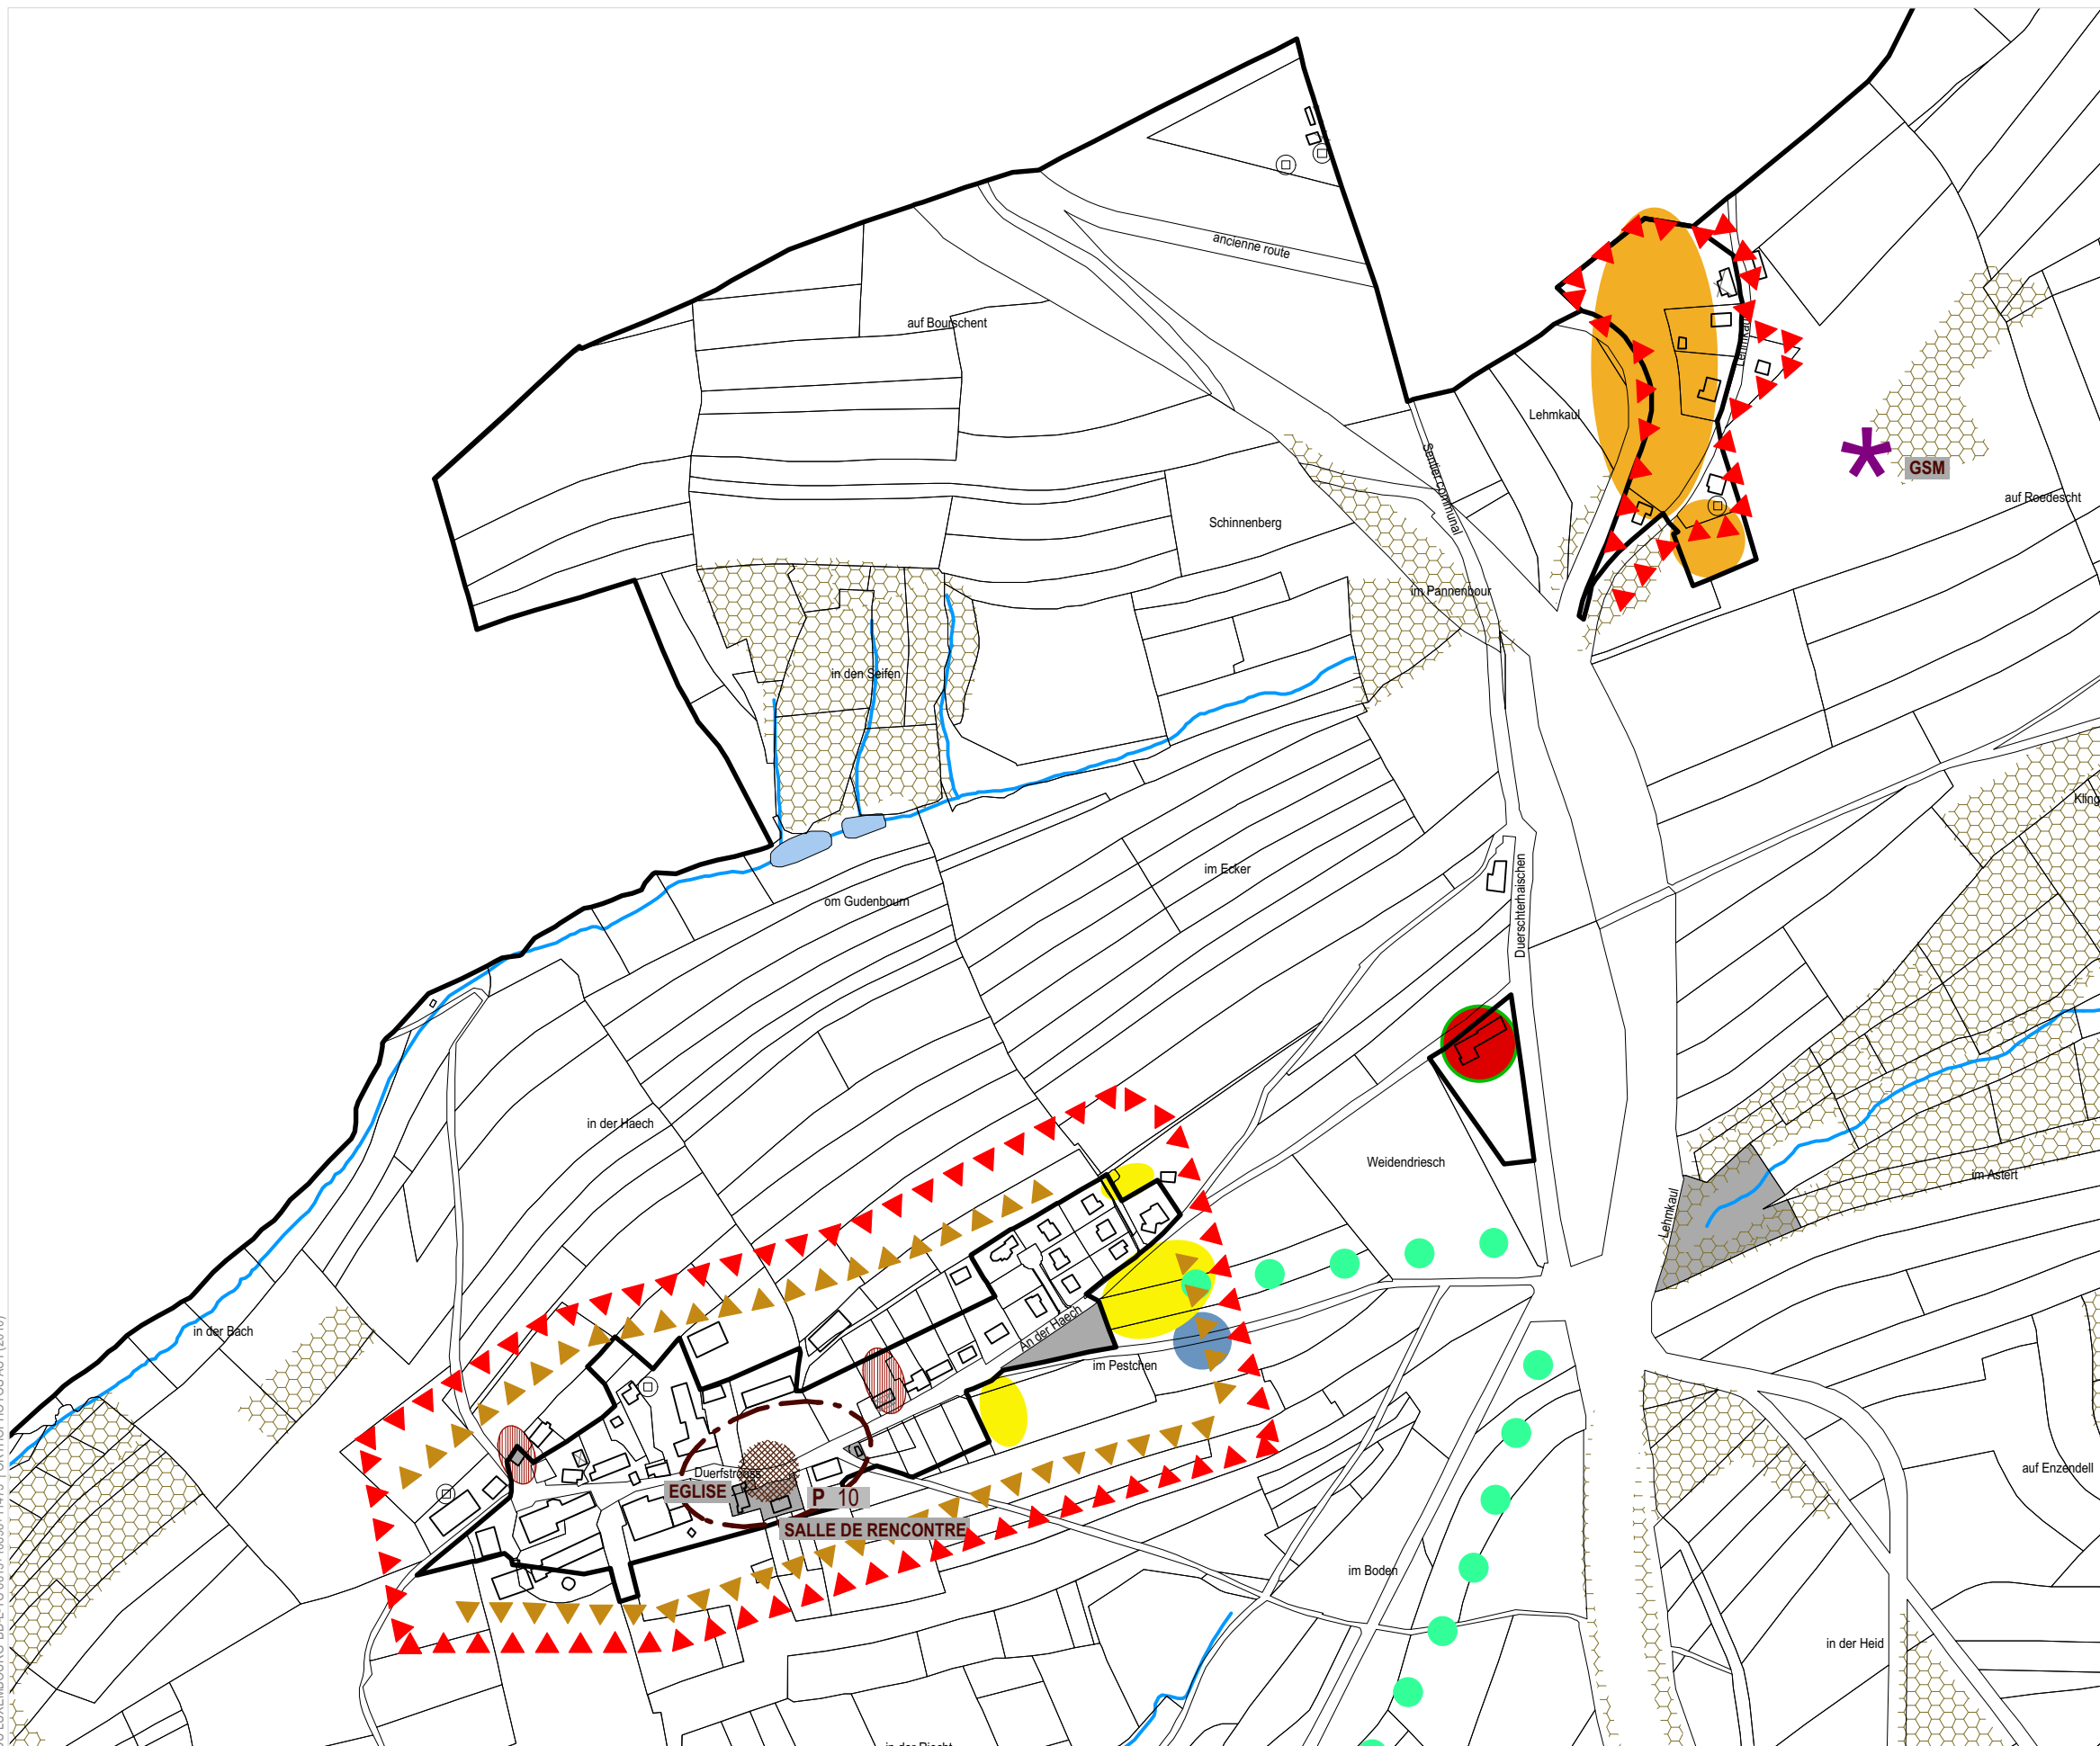 ancienne route
auf Bourschent
Lehmkaul
Lehmkaul
Sentier communal
GSM
auf Roedescht
Schinnenberg
im Pannenbour
in den Seifen
Kling
im Ecker
om Gudenbourn
Duerschterhaischen
in der Haech
Weidendriesch
im Astert
Lehmkaul
in der Bach
An der Haech
im Pestchen
Duerfstrooss
EGLISE
P 10
SALLE DE RENCONTRE
auf Enzendell
im Boden
in der Heid